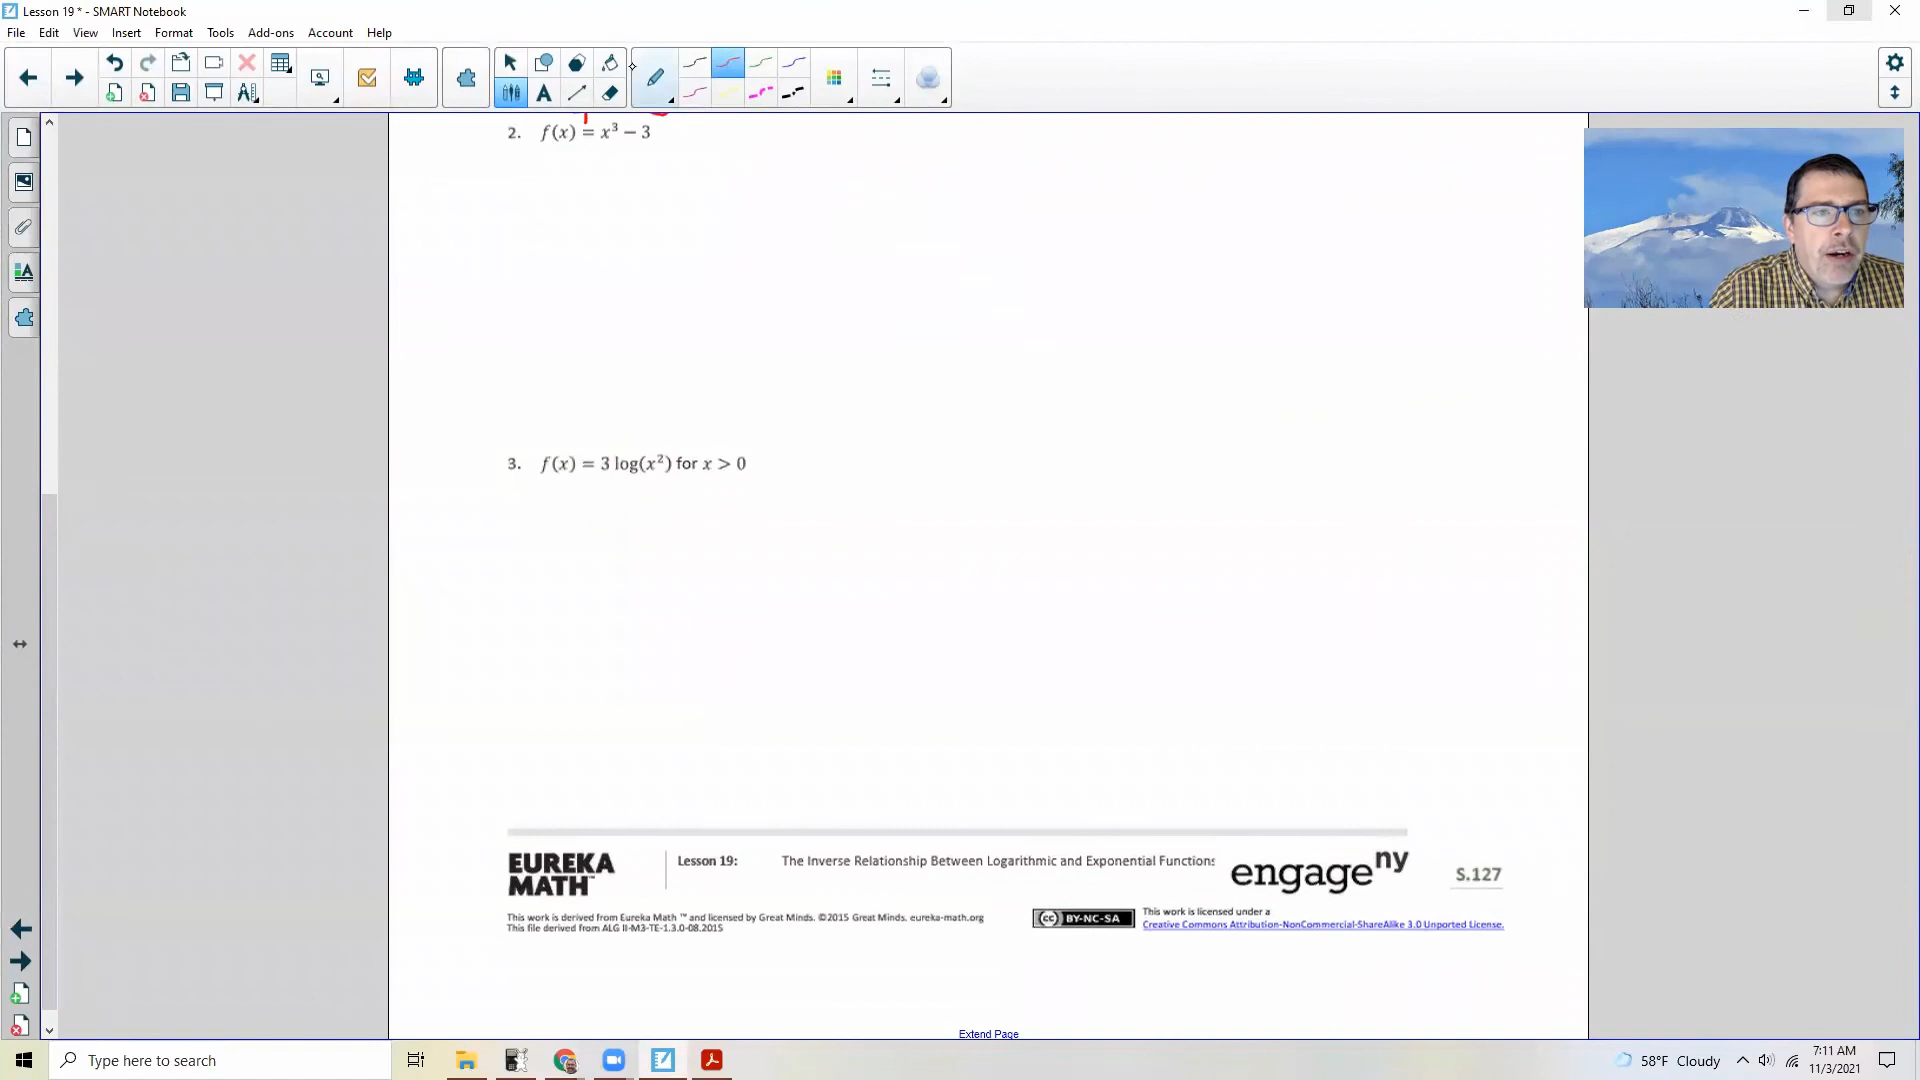 Lesson 19 * - SMART Notebook
File Edit View Insert Format Tools Add-ons Account Help
2. f(x) = x³ − 3
3. f(x) = 3 log(x²) for x > 0
EUREKA
MATH™
Lesson 19: The Inverse Relationship Between Logarithmic and Exponential Functions
engage ny
S.127
This work is derived from Eureka Math ™ and licensed by Great Minds. ©2015 Great Minds. eureka-math.org
This file derived from ALG II-M3-TE-1.3.0-08.2015
cc BY-NC-SA
This work is licensed under a
Creative Commons Attribution-NonCommercial-ShareAlike 3.0 Unported License.
Extend Page
Type here to search
58°F Cloudy
7:11 AM
11/3/2021